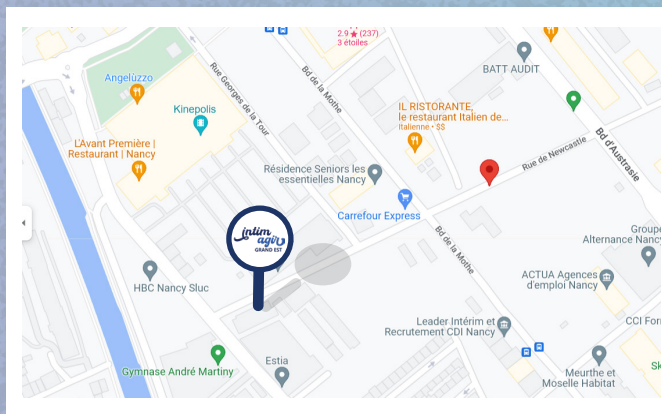 2.9 ★ (237)
3 étoiles
BATT AUDIT
Angeluzzo
Rue Georges de la Tour
Bd de la Mothe
Kinepolis
IL RISTORANTE,
le restaurant Italien de...
Italienne • $$
Bd d'Austrasie
L'Avant Première |
Restaurant | Nancy
Rue de Newcastle
Résidence Seniors les
essentielles Nancy
Carrefour Express
intim
agir
GRAND EST
Bd de la Mothe
Groupe
Alternance Nancy
HBC Nancy Sluc
ACTUA Agences
d'emploi Nancy
Leader Intérim et
Recrutement CDI Nancy
CCI For
Estia
Gymnase André Martiny
Meurthe et
Moselle Habitat
Sk